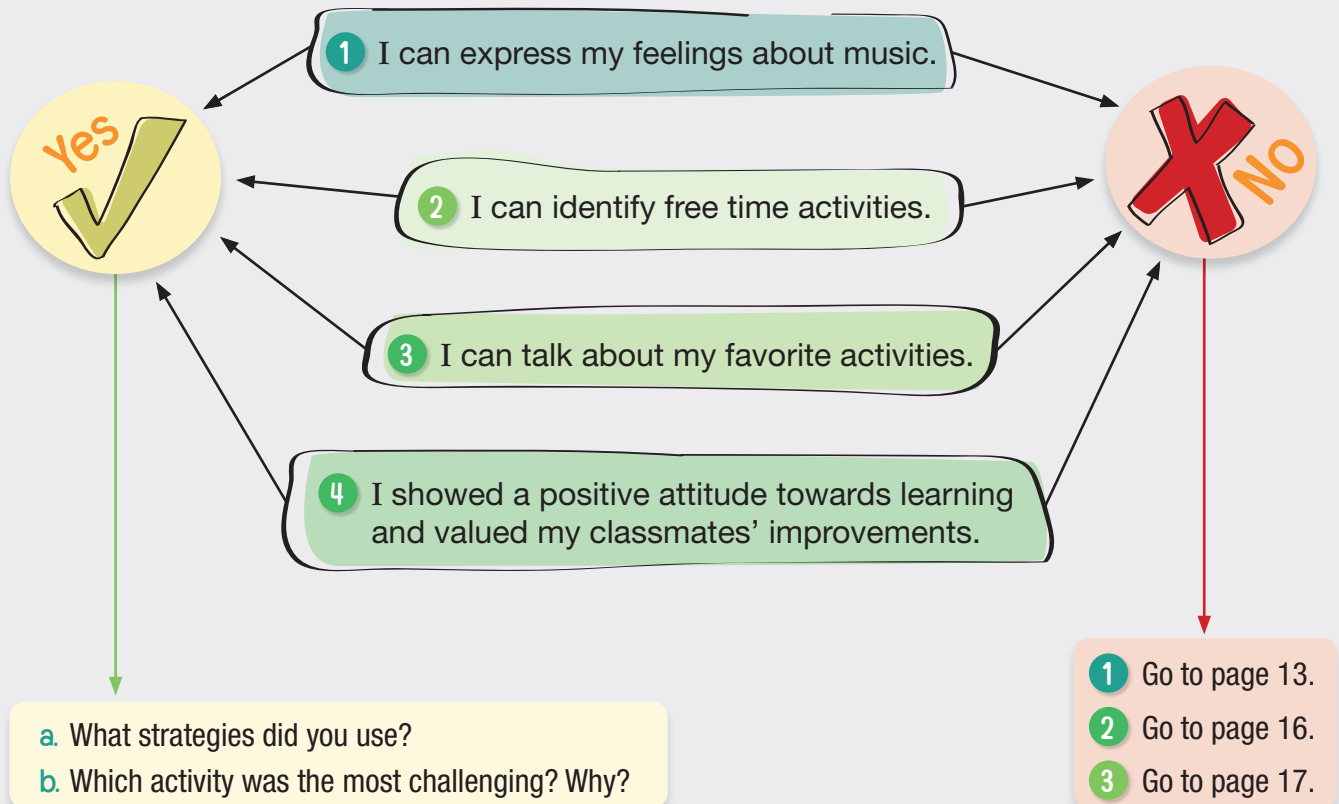 1 I can express my feelings about music.
Yes
No
2 I can identify free time activities.
3 I can talk about my favorite activities.
4 I showed a positive attitude towards learning
and valued my classmates’ improvements.
a. What strategies did you use?
b. Which activity was the most challenging? Why?
1 Go to page 13.
2 Go to page 16.
3 Go to page 17.